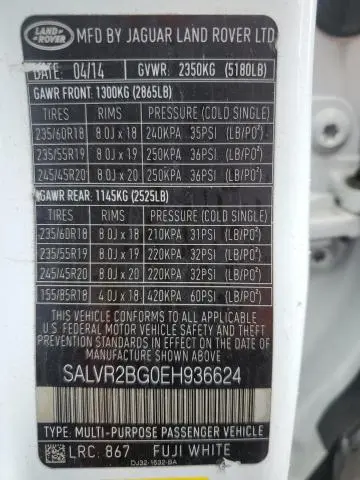 LAND ROVER
MFD BY JAGUAR LAND ROVER LTD
DATE 04/14 GVWR: 2350KG (5180LB)
GAWR FRONT: 1300KG (2865LB)
TIRES RIMS PRESSURE (COLD SINGLE)
235/60R18 8.0J x 18 240KPA 35PSI (LB/PO²)
235/55R19 8.0J x 19 250KPA 36PSI (LB/PO²)
245/45R20 8.0J x 20 250KPA 36PSI (LB/PO²)
GAWR REAR: 1145KG (2525LB)
TIRES RIMS PRESSURE (COLD SINGLE)
235/60R18 8.0J x 18 210KPA 31PSI (LB/PO²)
235/55R19 8.0J x 19 220KPA 32PSI (LB/PO²)
245/45R20 8.0J x 20 220KPA 32PSI (LB/PO²)
155/85R18 4.0J x 18 420KPA 60PSI (LB/PO²)
THIS VEHICLE CONFORMS TO ALL APPLICABLE
U.S. FEDERAL MOTOR VEHICLE SAFETY AND THEFT
PREVENTION STANDARDS IN EFFECT ON THE DATE
OF MANUFACTURE SHOWN ABOVE.
SALVR2BG0EH936624
TYPE: MULTI-PURPOSE PASSENGER VEHICLE
LRC: 867 FUJI WHITE
DJ32-1532-BA